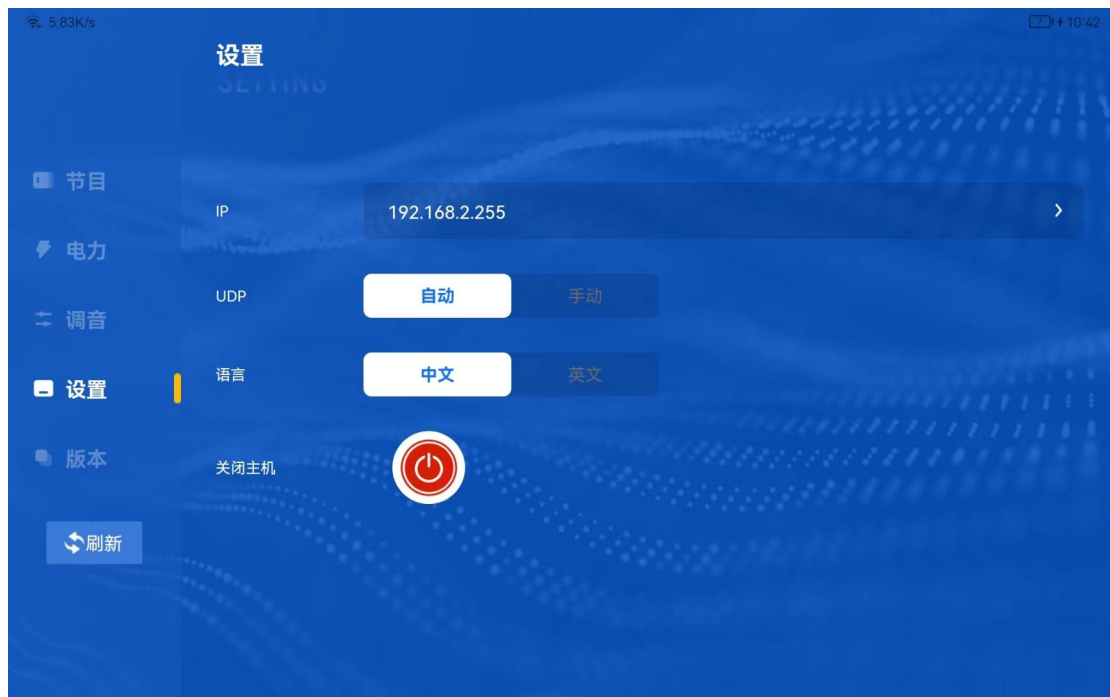 5.83K/s
7 10:42
设置
SETTING
节目
电力
调音
设置
版本
刷新
IP
192.168.2.255
UDP
自动
手动
语言
中文
英文
关闭主机